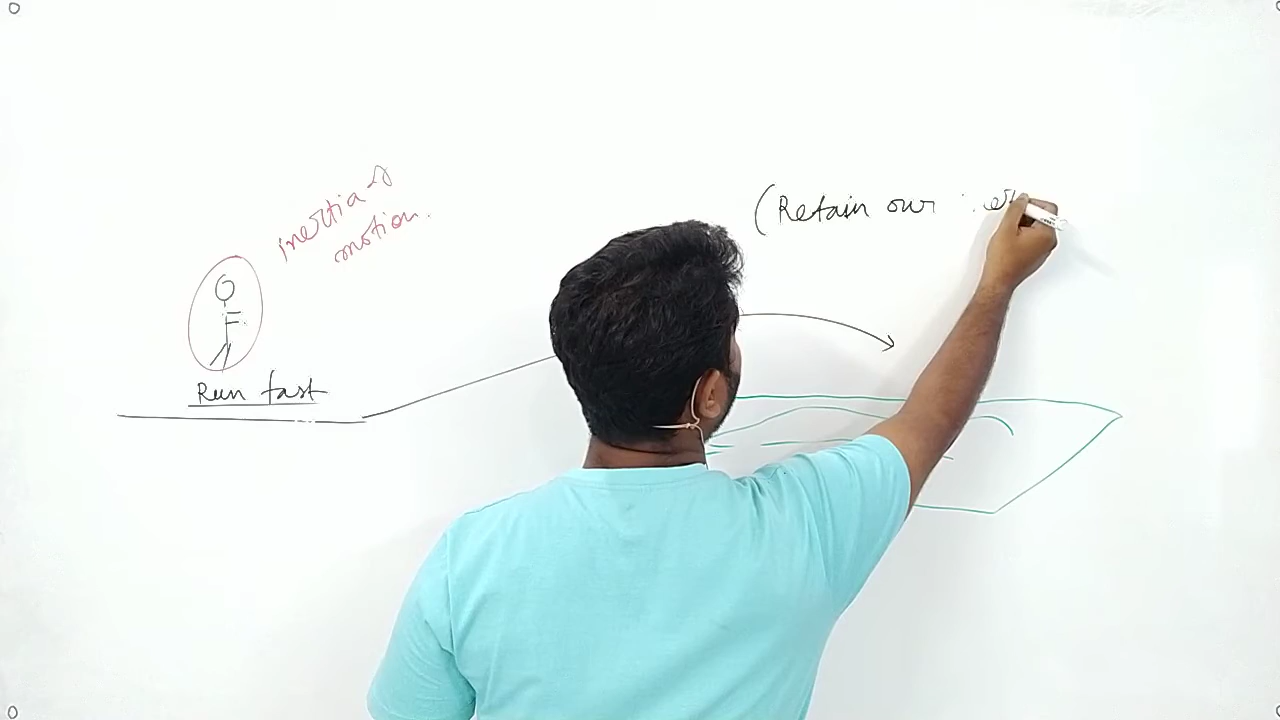 inertia of
motion.
Run fast
(Retain our